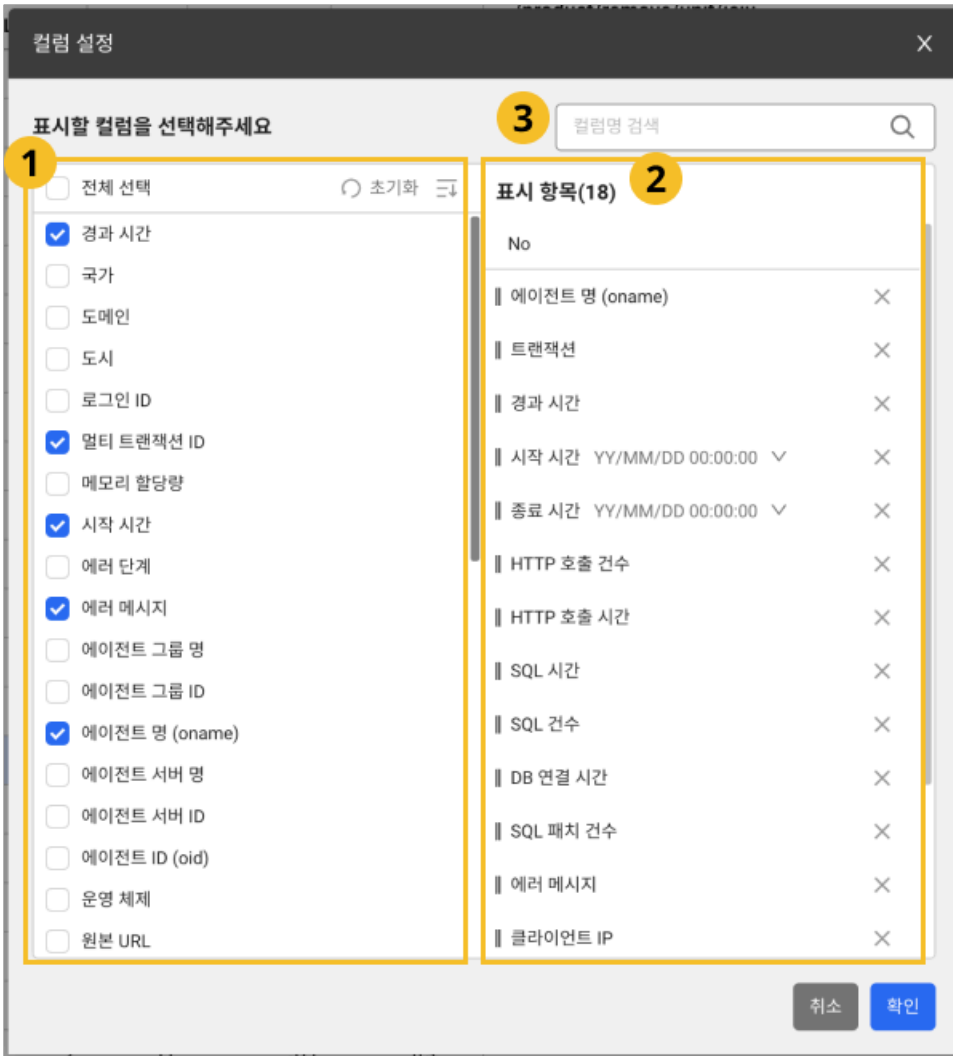 컬럼 설정
표시할 컬럼을 선택해주세요
3
컬럼명 검색
1
전체 선택
초기화
경과 시간
국가
도메인
도시
로그인 ID
멀티 트랜잭션 ID
메모리 할당량
시작 시간
에러 단계
에러 메시지
에이전트 그룹 명
에이전트 그룹 ID
에이전트 명 (oname)
에이전트 서버 명
에이전트 서버 ID
에이전트 ID (oid)
운영 체제
원본 URL
2
표시 항목(18)
No
에이전트 명 (oname)
트랜잭션
경과 시간
시작 시간 YY/MM/DD 00:00:00
종료 시간 YY/MM/DD 00:00:00
HTTP 호출 건수
HTTP 호출 시간
SQL 시간
SQL 건수
DB 연결 시간
SQL 패치 건수
에러 메시지
클라이언트 IP
취소
확인